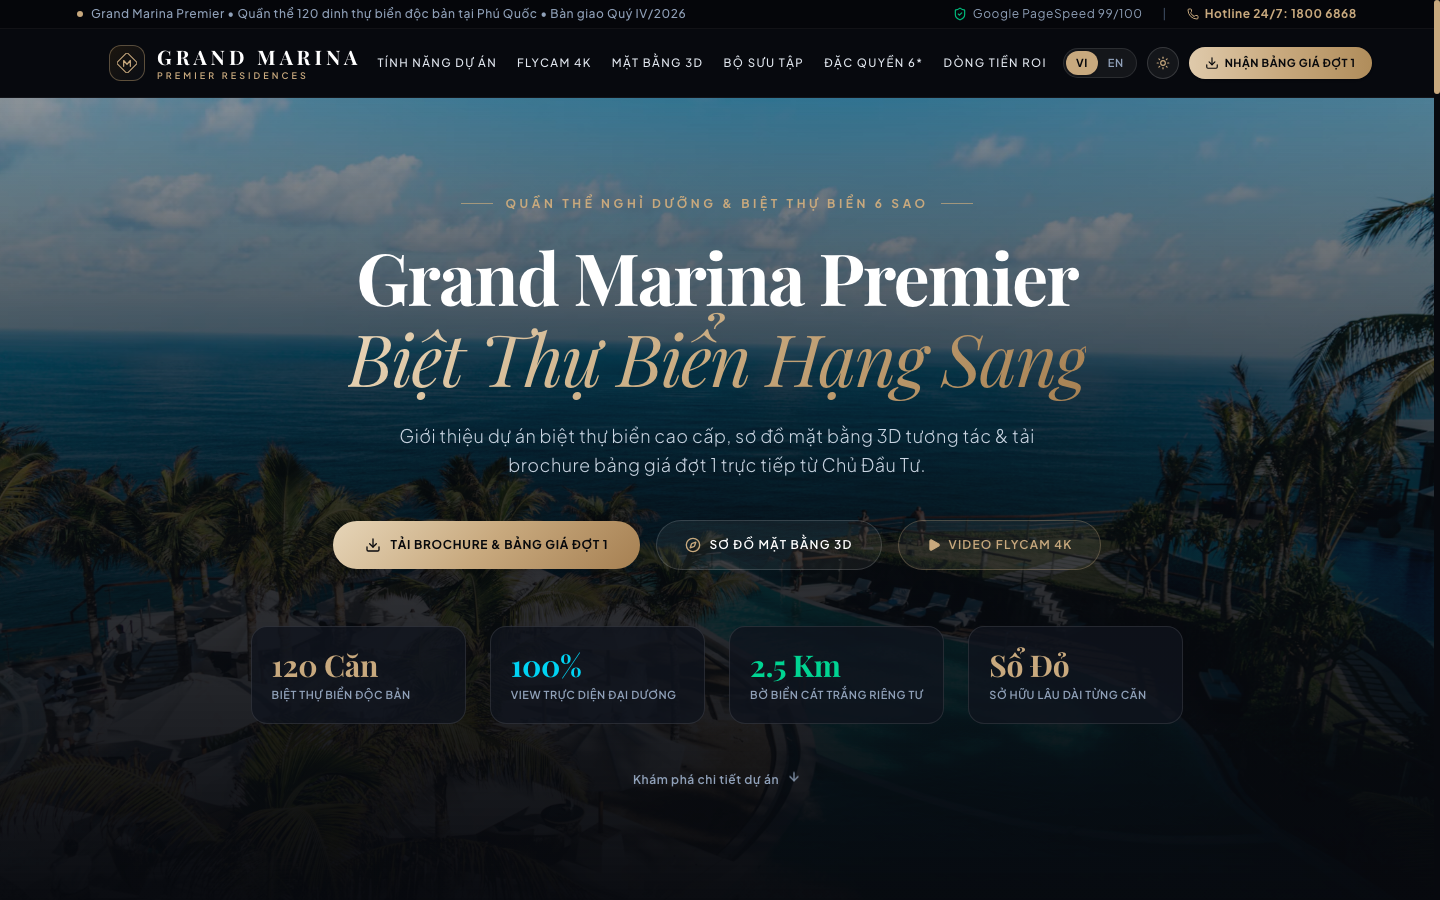 Grand Marina Premier • Quần thể 120 dinh thự biển độc bản tại Phú Quốc • Bàn giao Quý IV/2026
Google PageSpeed 99/100 | Hotline 24/7: 1800 6868
GRAND MARINA
PREMIER RESIDENCES
TÍNH NĂNG DỰ ÁN FLYCAM 4K MẶT BẰNG 3D BỘ SƯU TẬP ĐẶC QUYỀN 6* DÒNG TIỀN ROI VI EN NHẬN BẢNG GIÁ ĐỢT 1
QUẦN THỂ NGHỈ DƯỠNG & BIỆT THỰ BIỂN 6 SAO
Grand Marina Premier
Biệt Thự Biển Hạng Sang
Giới thiệu dự án biệt thự biển cao cấp, sơ đồ mặt bằng 3D tương tác & tải
brochure bảng giá đợt 1 trực tiếp từ Chủ Đầu Tư.
TẢI BROCHURE & BẢNG GIÁ ĐỢT 1 SƠ ĐỒ MẶT BẰNG 3D VIDEO FLYCAM 4K
120 Căn 100% 2.5 Km Sổ Đỏ
BIỆT THỰ BIỂN ĐỘC BẢN VIEW TRỰC DIỆN ĐẠI DƯƠNG BỜ BIỂN CÁT TRẮNG RIÊNG TƯ SỞ HỮU LÂU DÀI TỪNG CĂN
Khám phá chi tiết dự án